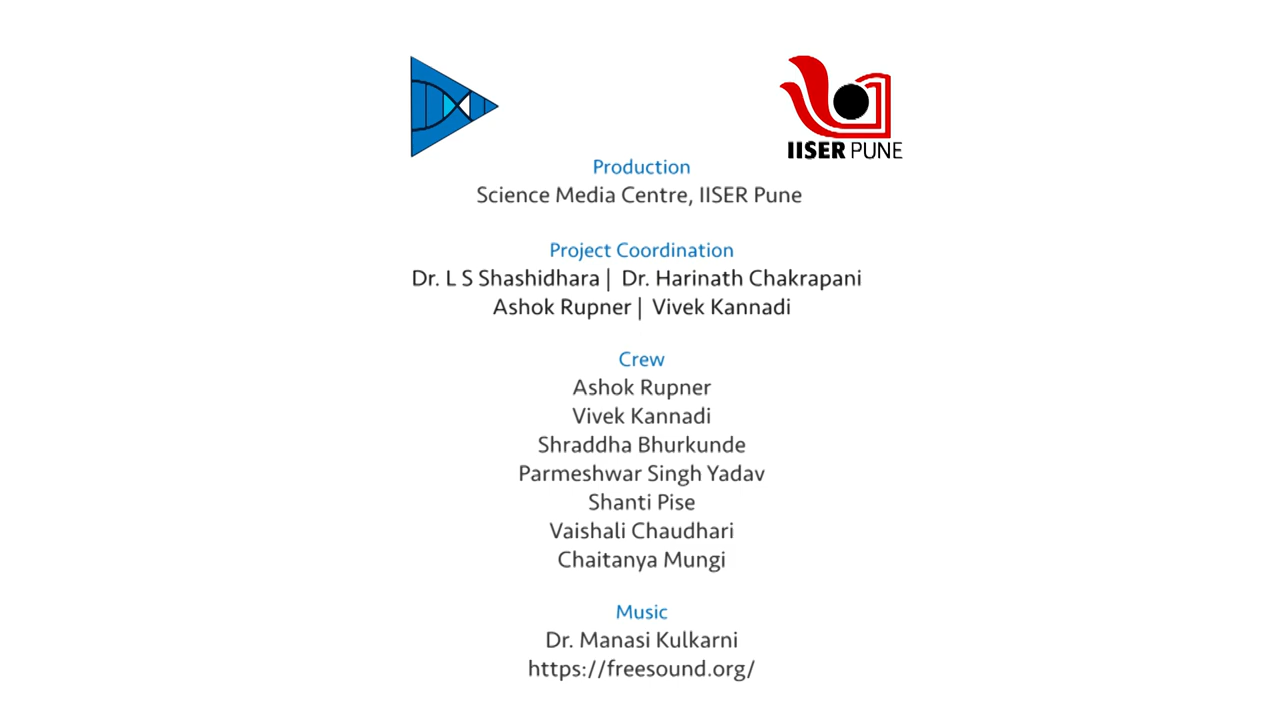 IISER PUNE
Production
Science Media Centre, IISER Pune
Project Coordination
Dr. L S Shashidhara | Dr. Harinath Chakrapani
Ashok Rupner | Vivek Kannadi
Crew
Ashok Rupner
Vivek Kannadi
Shraddha Bhurkunde
Parmeshwar Singh Yadav
Shanti Pise
Vaishali Chaudhari
Chaitanya Mungi
Music
Dr. Manasi Kulkarni
https://freesound.org/